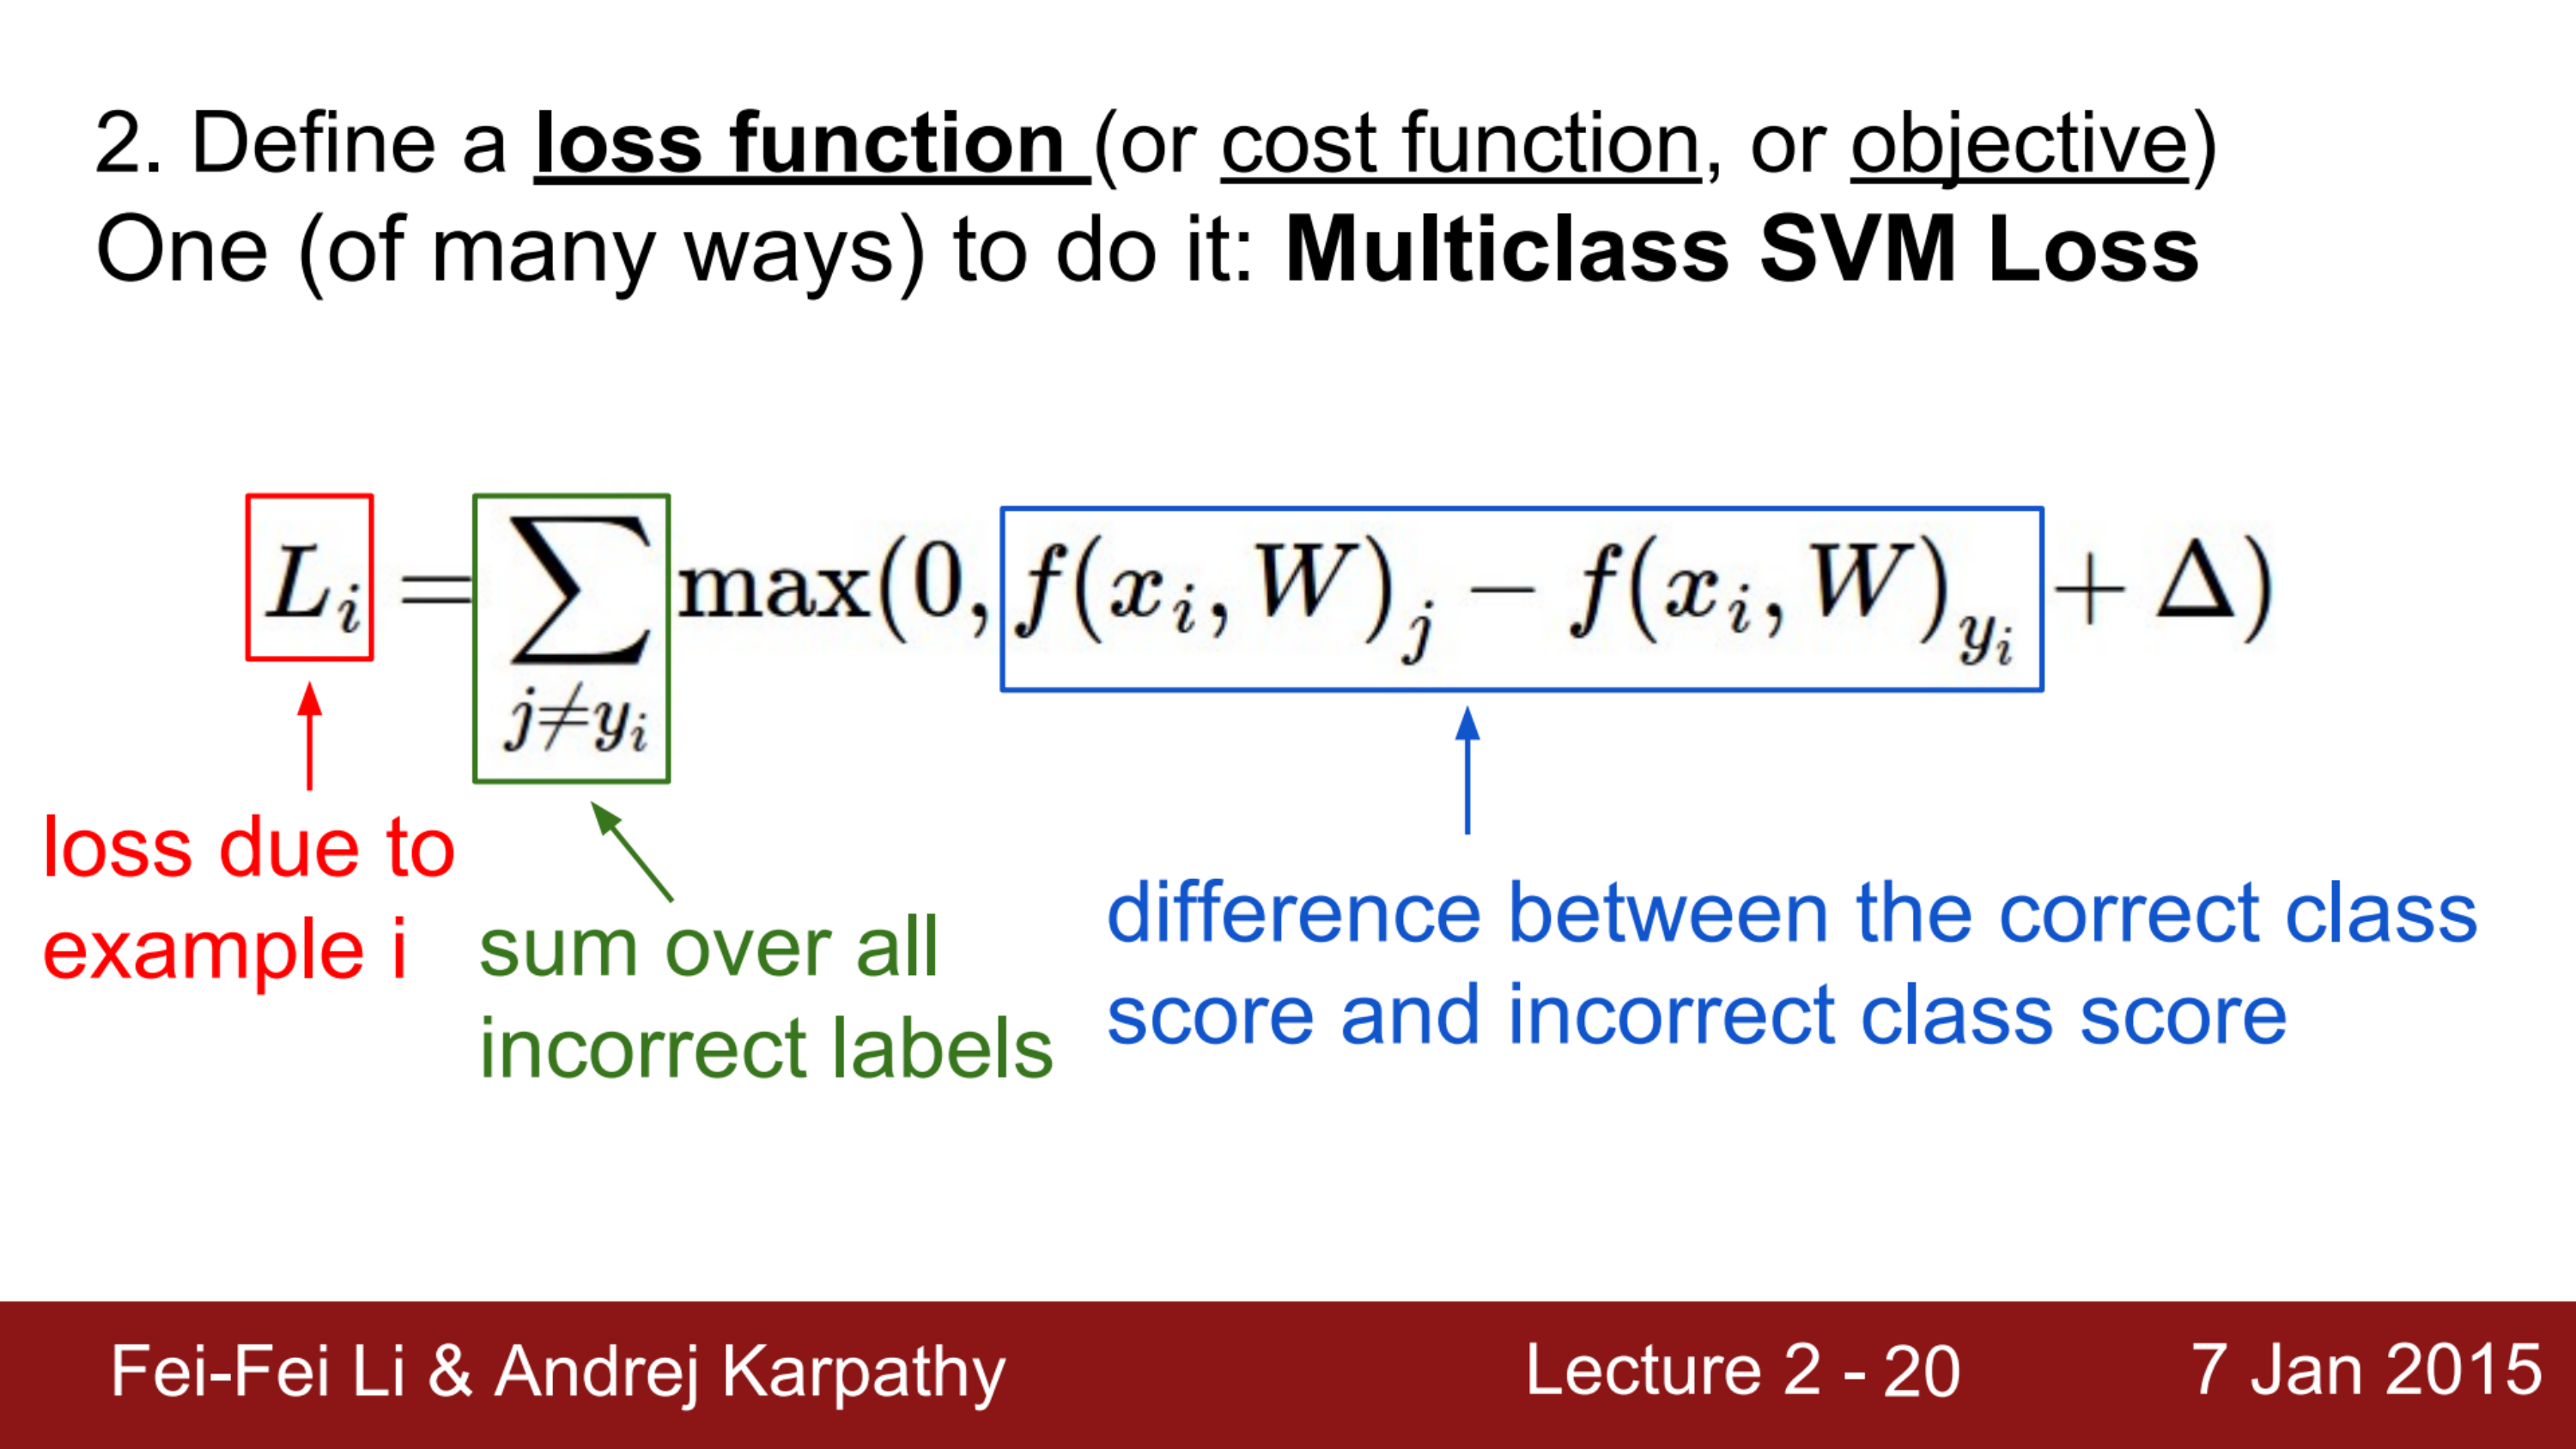 2. Define a loss function (or cost function, or objective)
One (of many ways) to do it: Multiclass SVM Loss
L_i = ∑_{j≠y_i} max(0, f(x_i, W)_j − f(x_i, W)_{y_i} + Δ)
loss due to
example i
sum over all
incorrect labels
difference between the correct class
score and incorrect class score
Fei-Fei Li & Andrej Karpathy
Lecture 2 - 20
7 Jan 2015